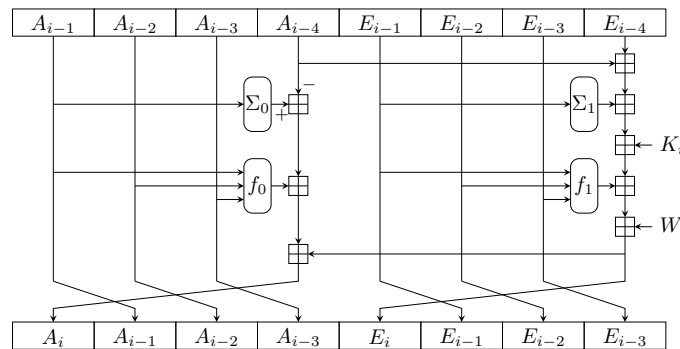 A_{i−1} A_{i−2} A_{i−3} A_{i−4} E_{i−1} E_{i−2} E_{i−3} E_{i−4}
−
Σ_0 + Σ_1
K_i
f_0 f_1
W
A_i A_{i−1} A_{i−2} A_{i−3} E_i E_{i−1} E_{i−2} E_{i−3}